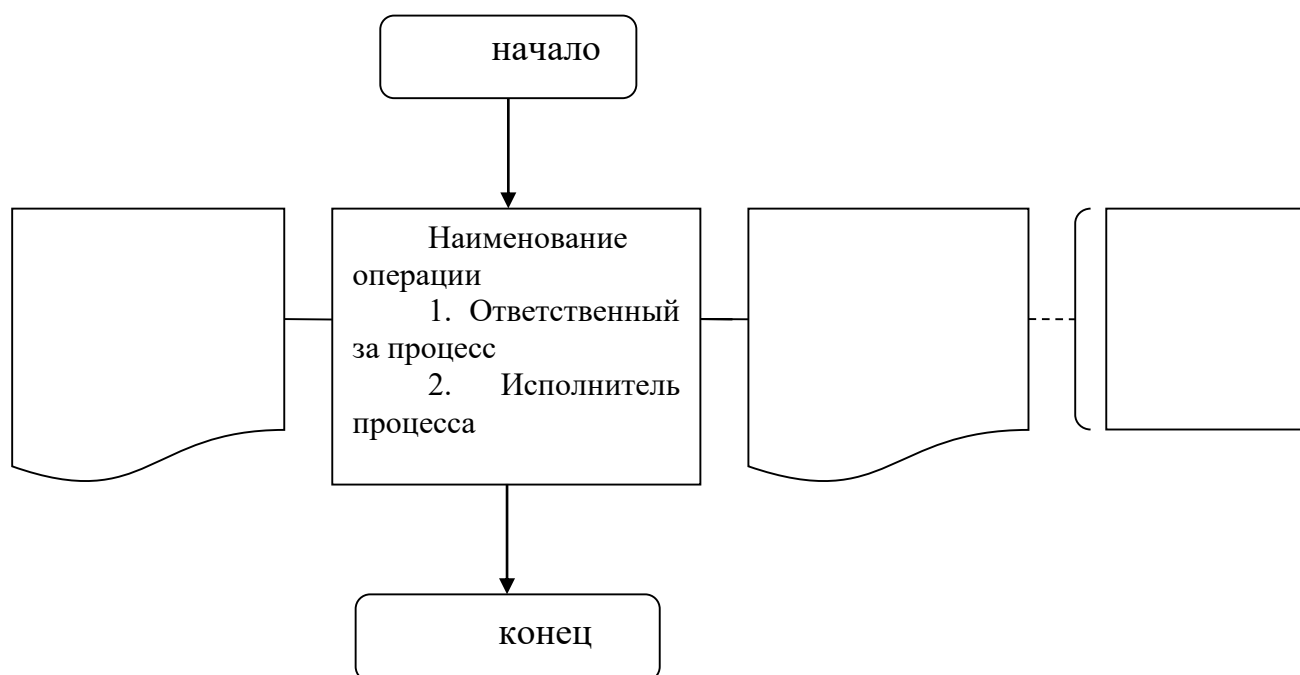 начало
Наименование
операции
1. Ответственный
за процесс
2. Исполнитель
процесса
конец